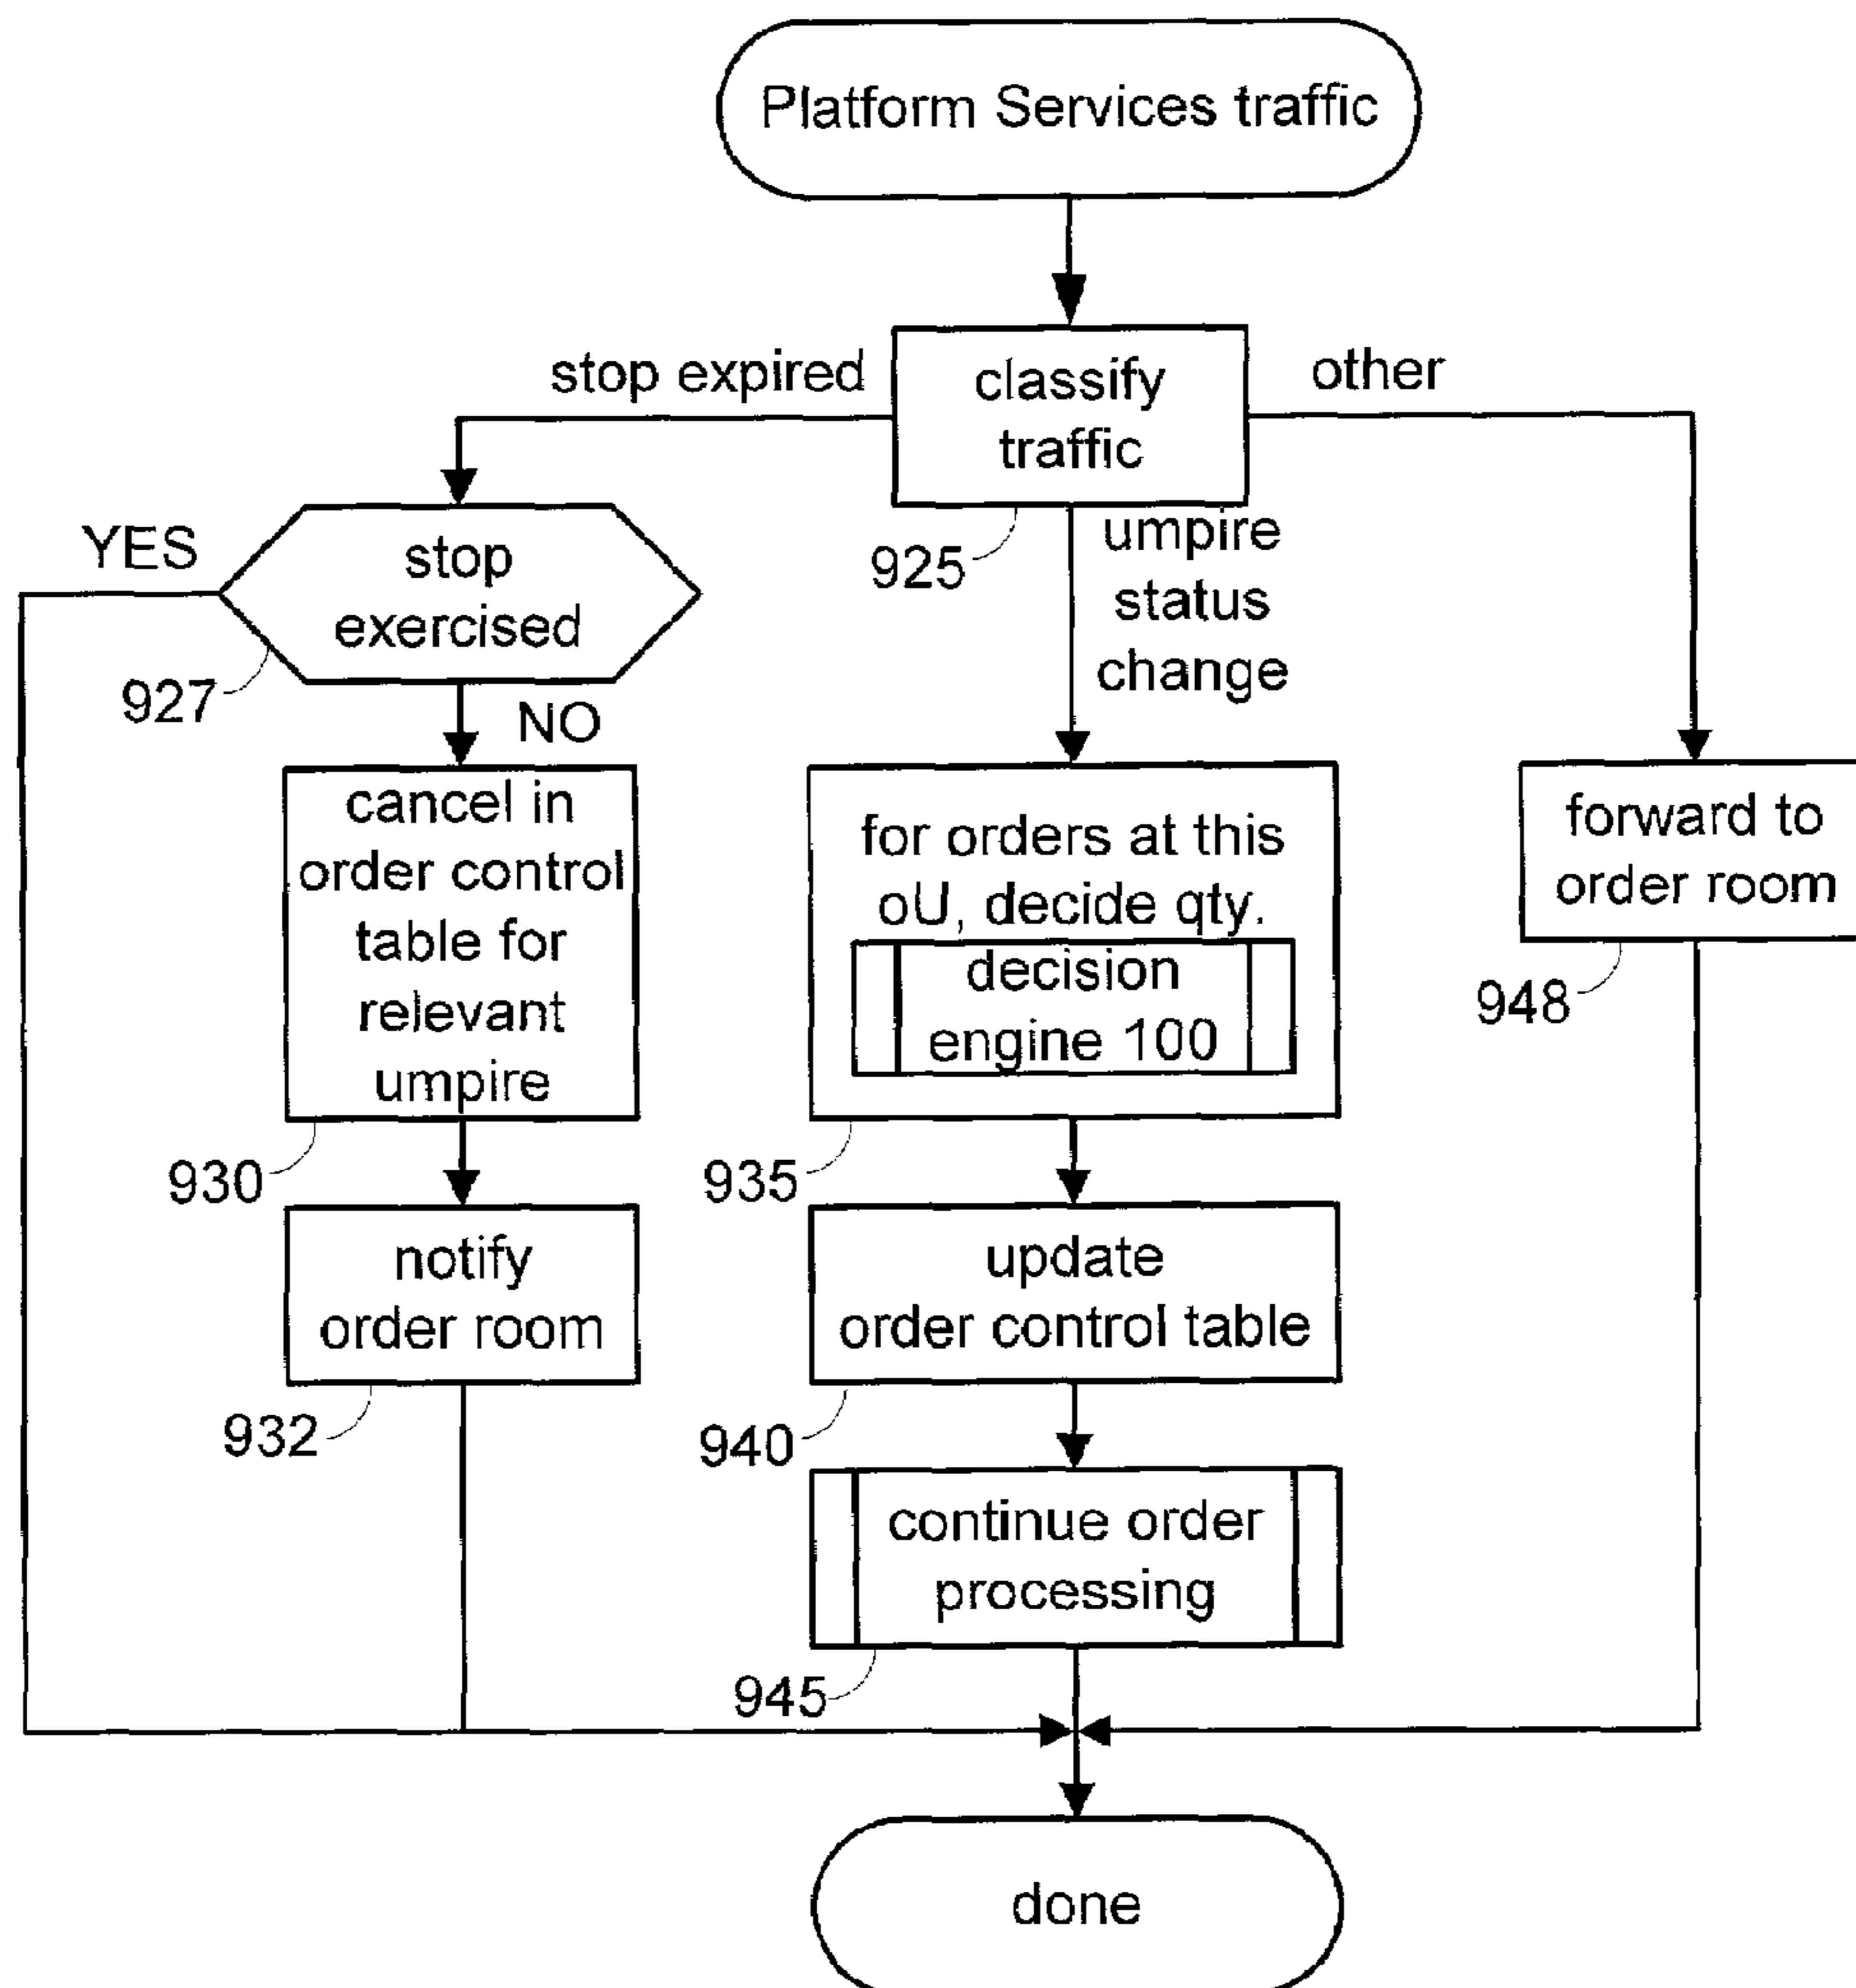 Platform Services traffic
stop expired
classify
traffic
other
925
umpire
status
change
YES
stop
exercised
927
NO
cancel in
order control
table for
relevant
umpire
930
notify
order room
932
for orders at this
oU, decide qty.
decision
engine 100
935
update
order control table
940
continue order
processing
945
forward to
order room
948
done